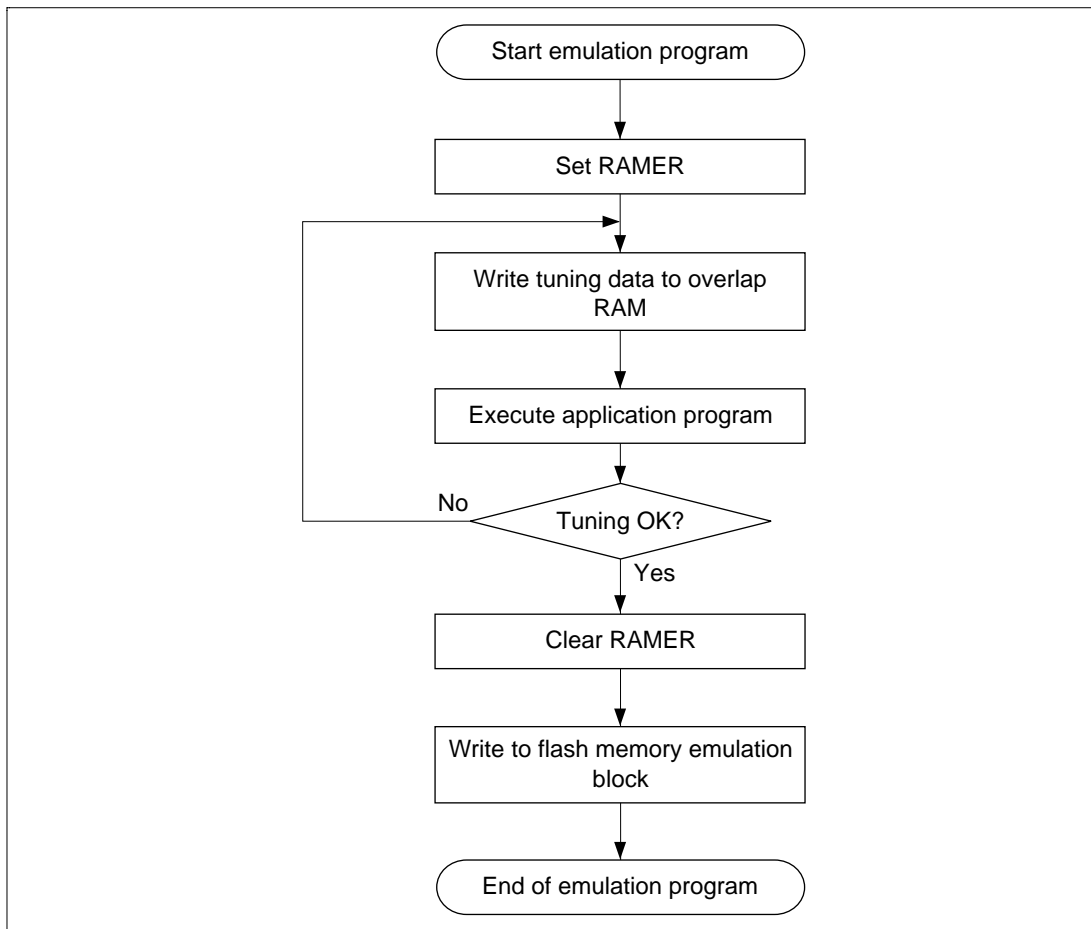 Start emulation program
Set RAMER
Write tuning data to overlap
RAM
Execute application program
No
Tuning OK?
Yes
Clear RAMER
Write to flash memory emulation
block
End of emulation program